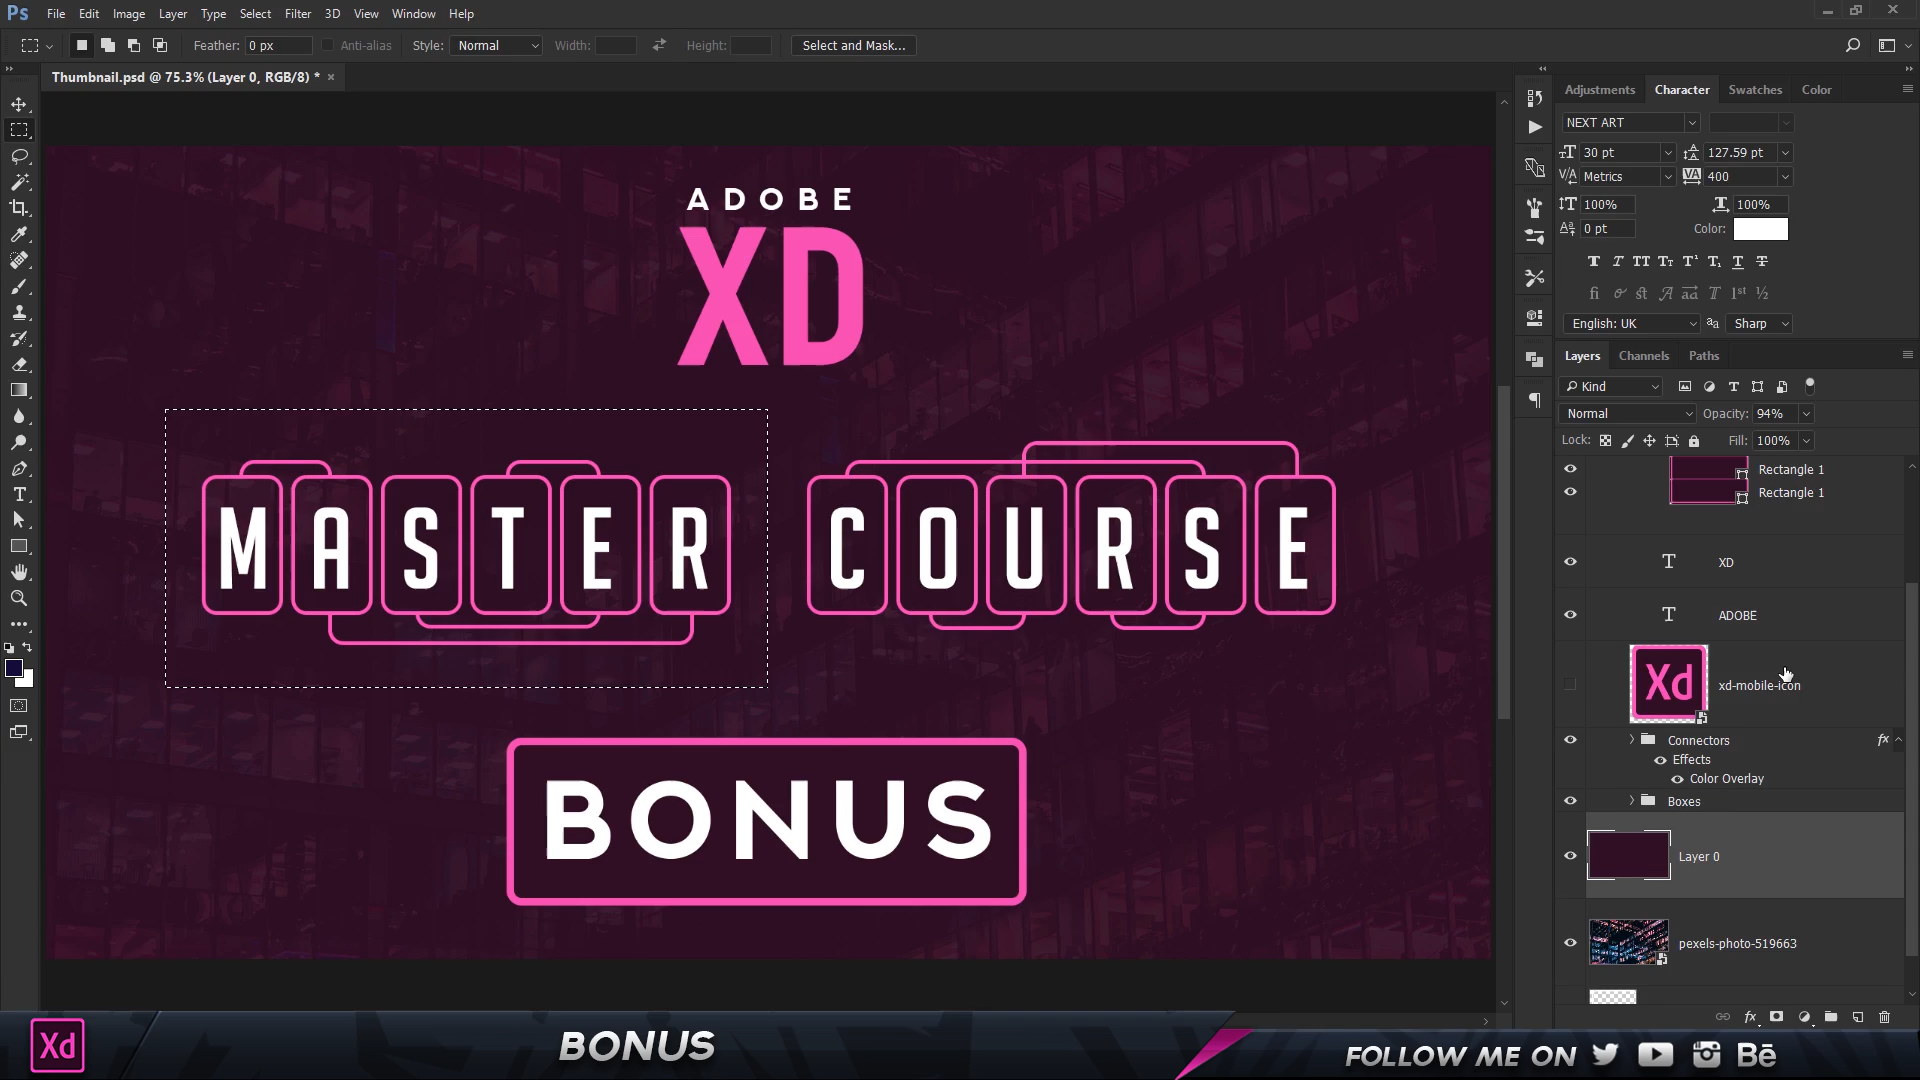 Ps File Edit Image Layer Type Select Filter 3D View Window Help
Feather: 0 px Anti-alias Style: Normal Width: Height: Select and Mask...
Thumbnail.psd @ 75.3% (Layer 0, RGB/8) * ×
ADOBE
XD
MASTER COURSE
BONUS
Adjustments Character Swatches Color
NEXT ART
30 pt 127.59 pt
Metrics 400
100% 100%
0 pt Color:
English: UK Sharp
Layers Channels Paths
Kind
Normal Opacity: 94%
Lock: Fill: 100%
Rectangle 1
Rectangle 1
T XD
T ADOBE
Xd xd-mobile-icon
Connectors fx
Effects
Color Overlay
Boxes
Layer 0
pexels-photo-519663
fx
Xd BONUS FOLLOW ME ON Bē